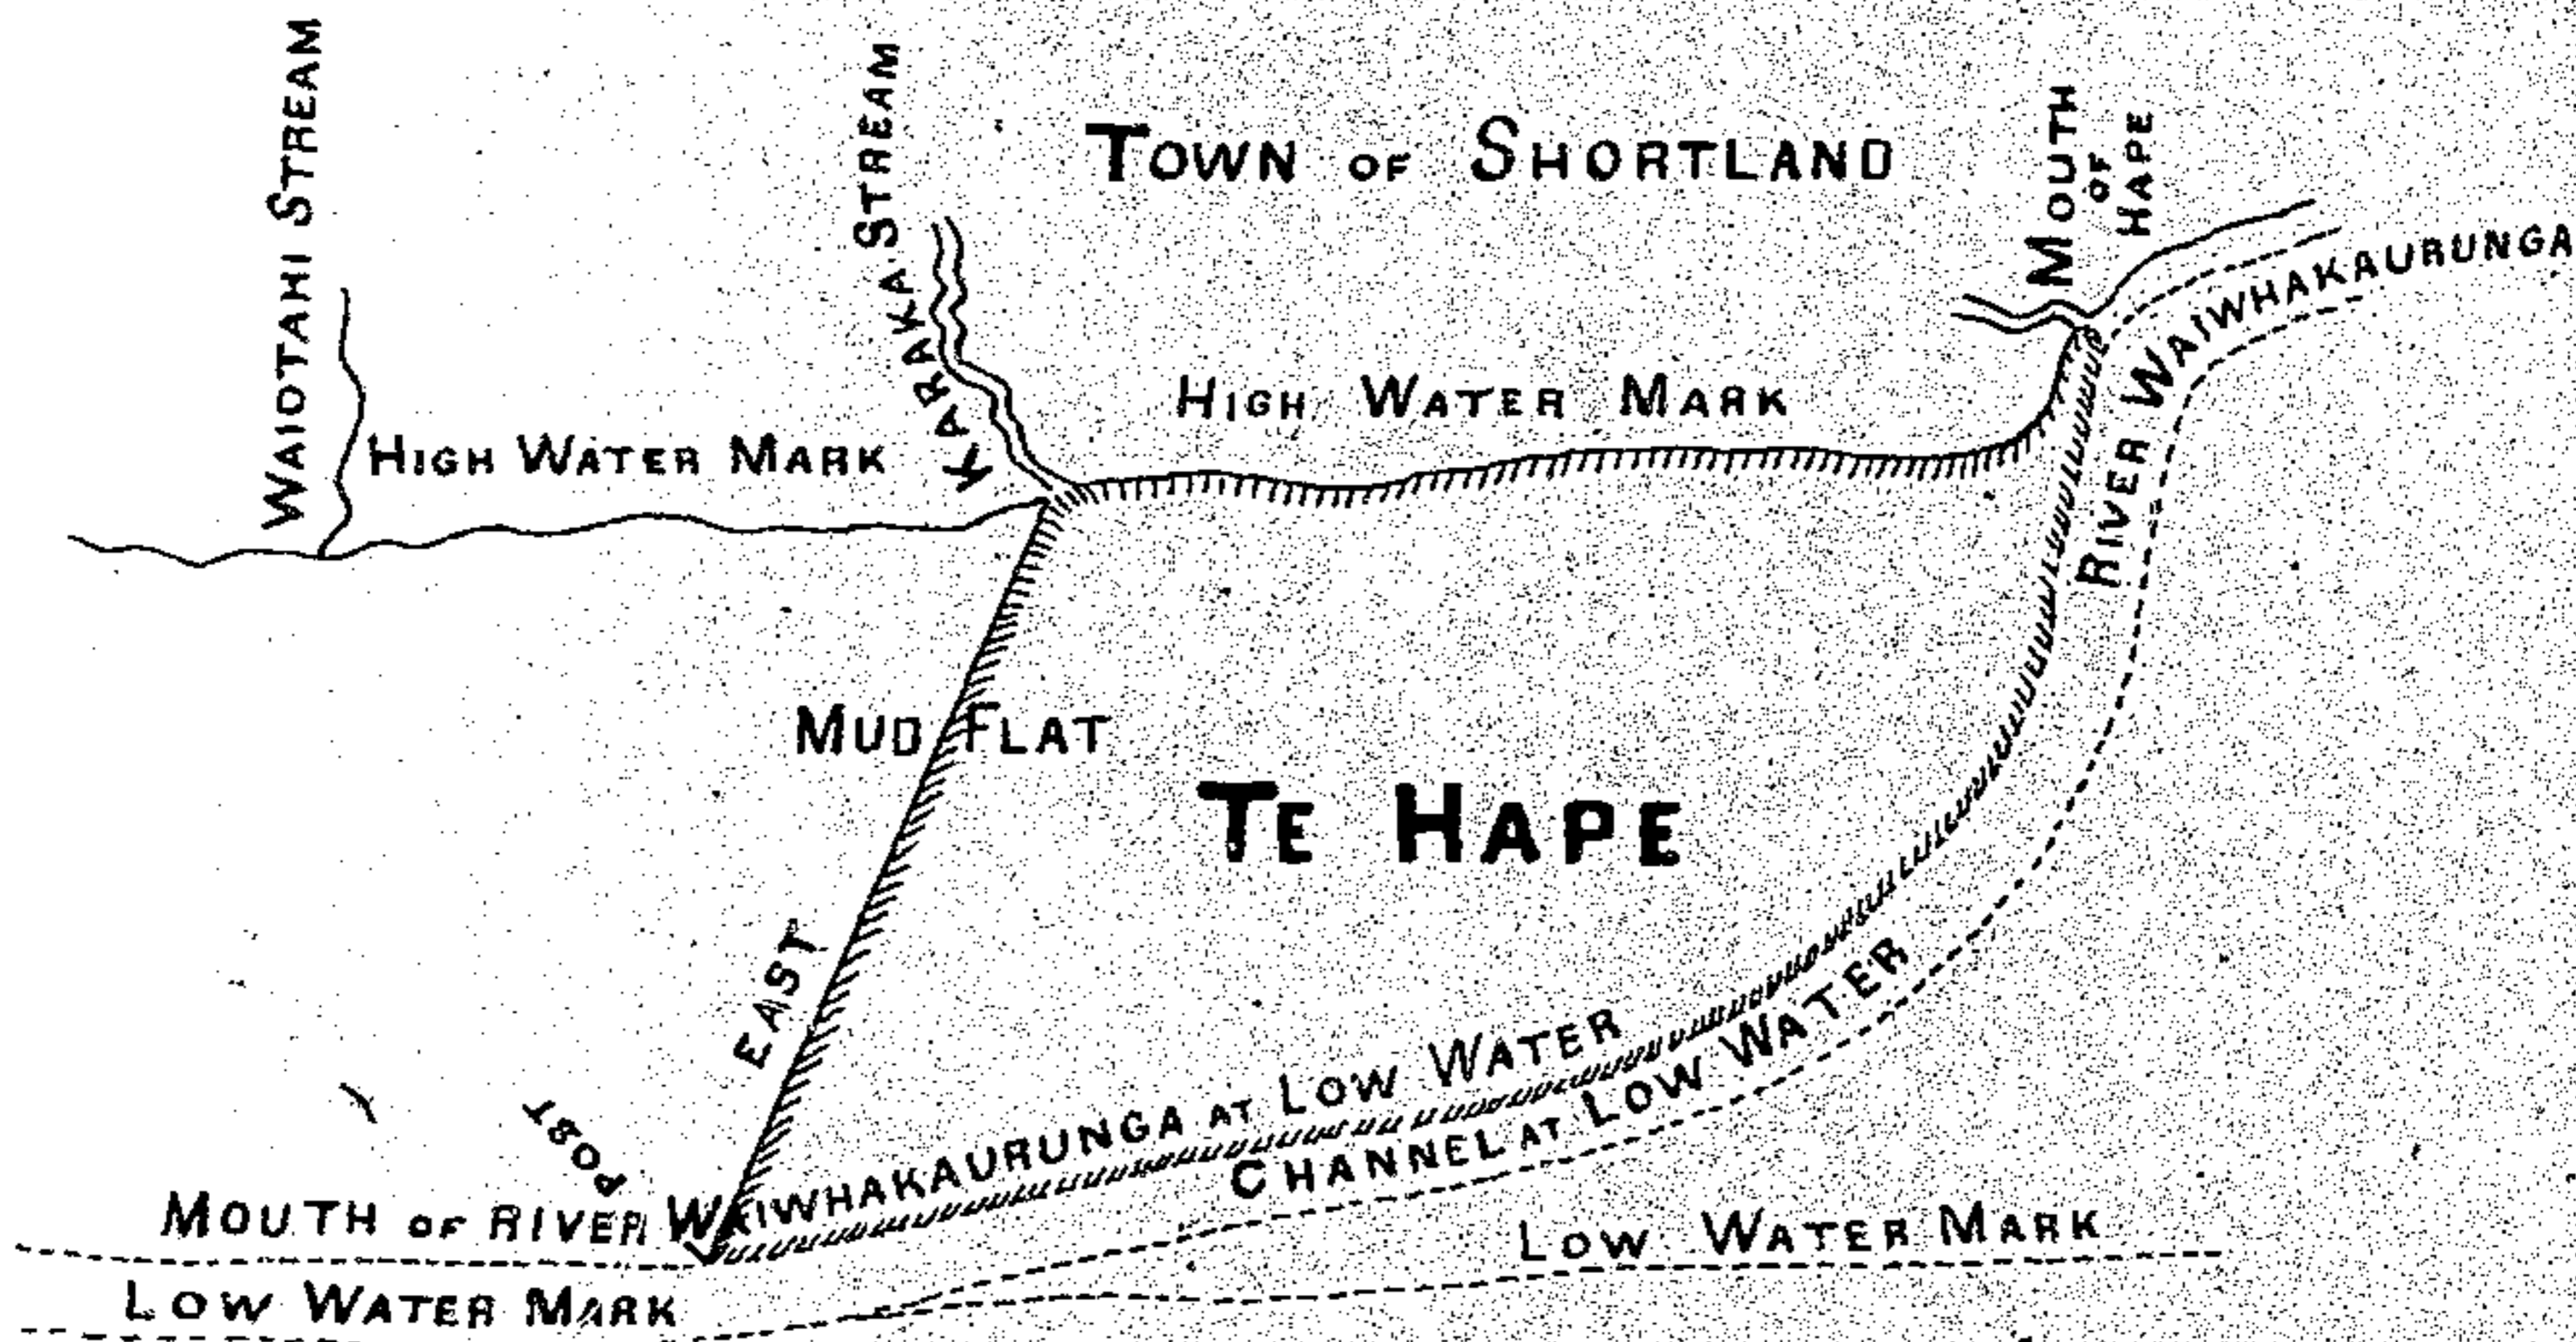 WAIOTAHI STREAM
KARAKA STREAM
TOWN OF SHORTLAND
MOUTH
OF
HAPE
RIVER WAIWHAKAURUNGA
HIGH WATER MARK
HIGH WATER MARK
MUD FLAT
TE HAPE
EAST
POST
MOUTH OF RIVER WAIWHAKAURUNGA AT LOW WATER
CHANNEL AT LOW WATER
LOW WATER MARK
LOW WATER MARK